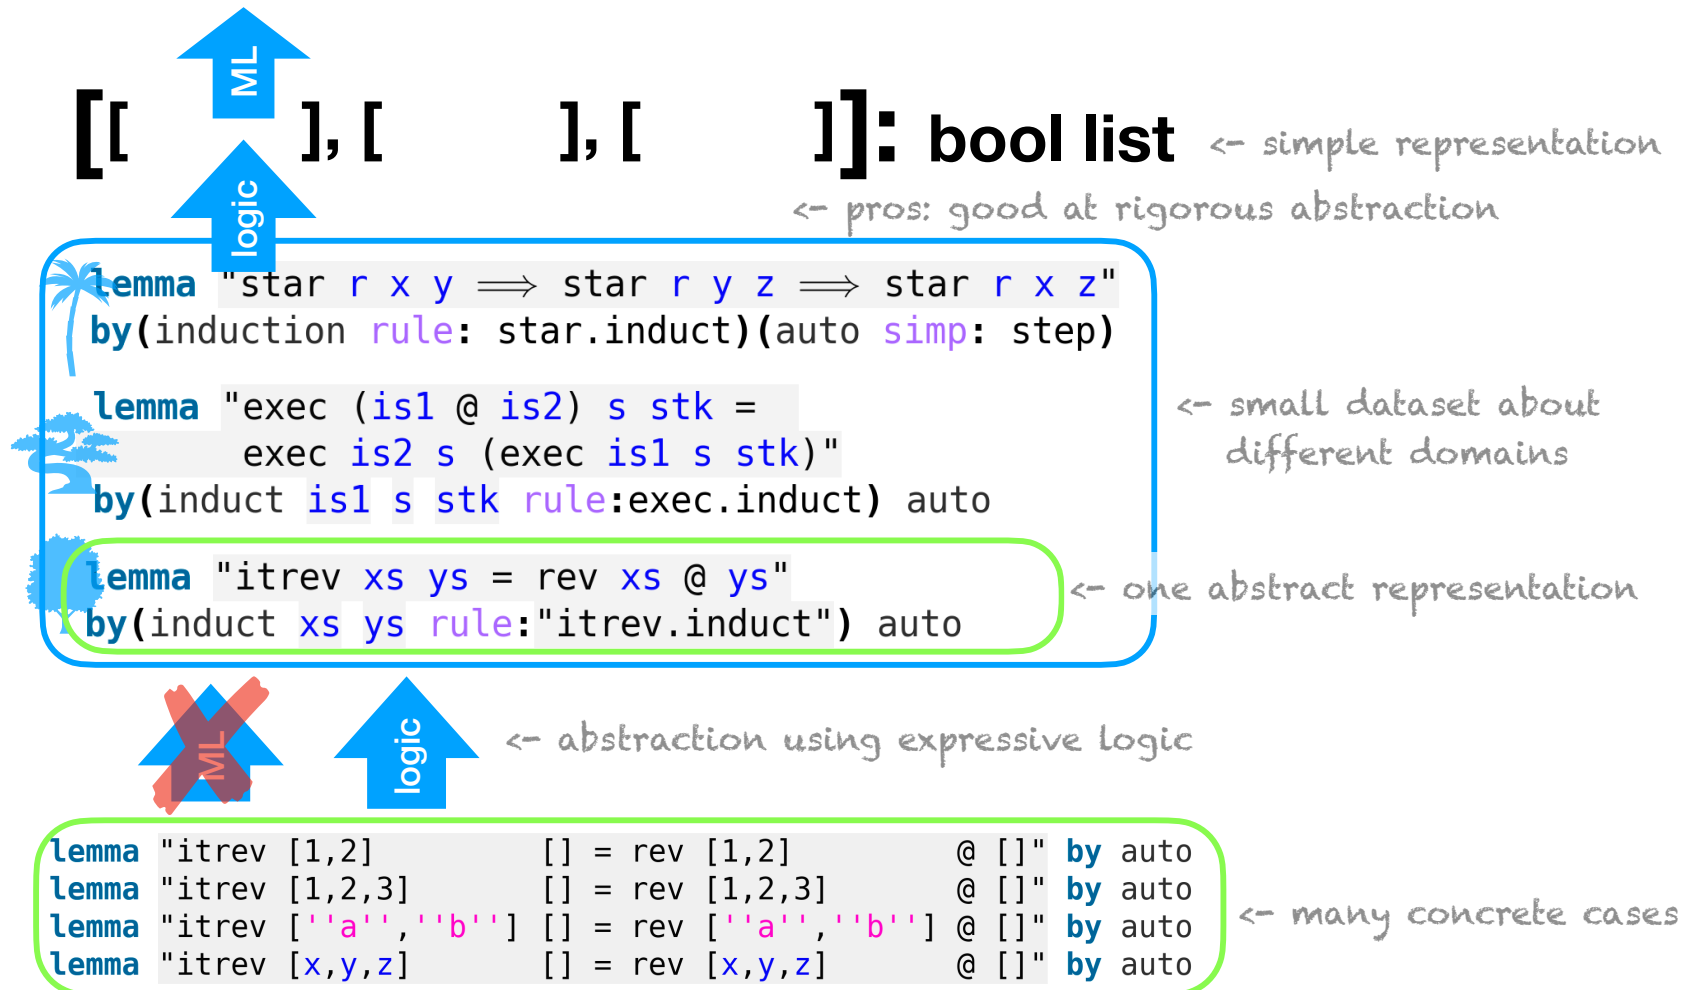 ML
[[ ], [ ], [ ]]: bool list <- simple representation
logic
<- pros: good at rigorous abstraction
lemma "star r x y ⟹ star r y z ⟹ star r x z"
by(induction rule: star.induct)(auto simp: step)
lemma "exec (is1 @ is2) s stk =
exec is2 s (exec is1 s stk)"
by(induct is1 s stk rule:exec.induct) auto
<- small dataset about
different domains
lemma "itrev xs ys = rev xs @ ys"
by(induct xs ys rule:"itrev.induct") auto
<- one abstract representation
ML
logic
<- abstraction using expressive logic
lemma "itrev [1,2] [] = rev [1,2] @ []" by auto
lemma "itrev [1,2,3] [] = rev [1,2,3] @ []" by auto
lemma "itrev [''a'',''b''] [] = rev [''a'',''b''] @ []" by auto
lemma "itrev [x,y,z] [] = rev [x,y,z] @ []" by auto
<- many concrete cases